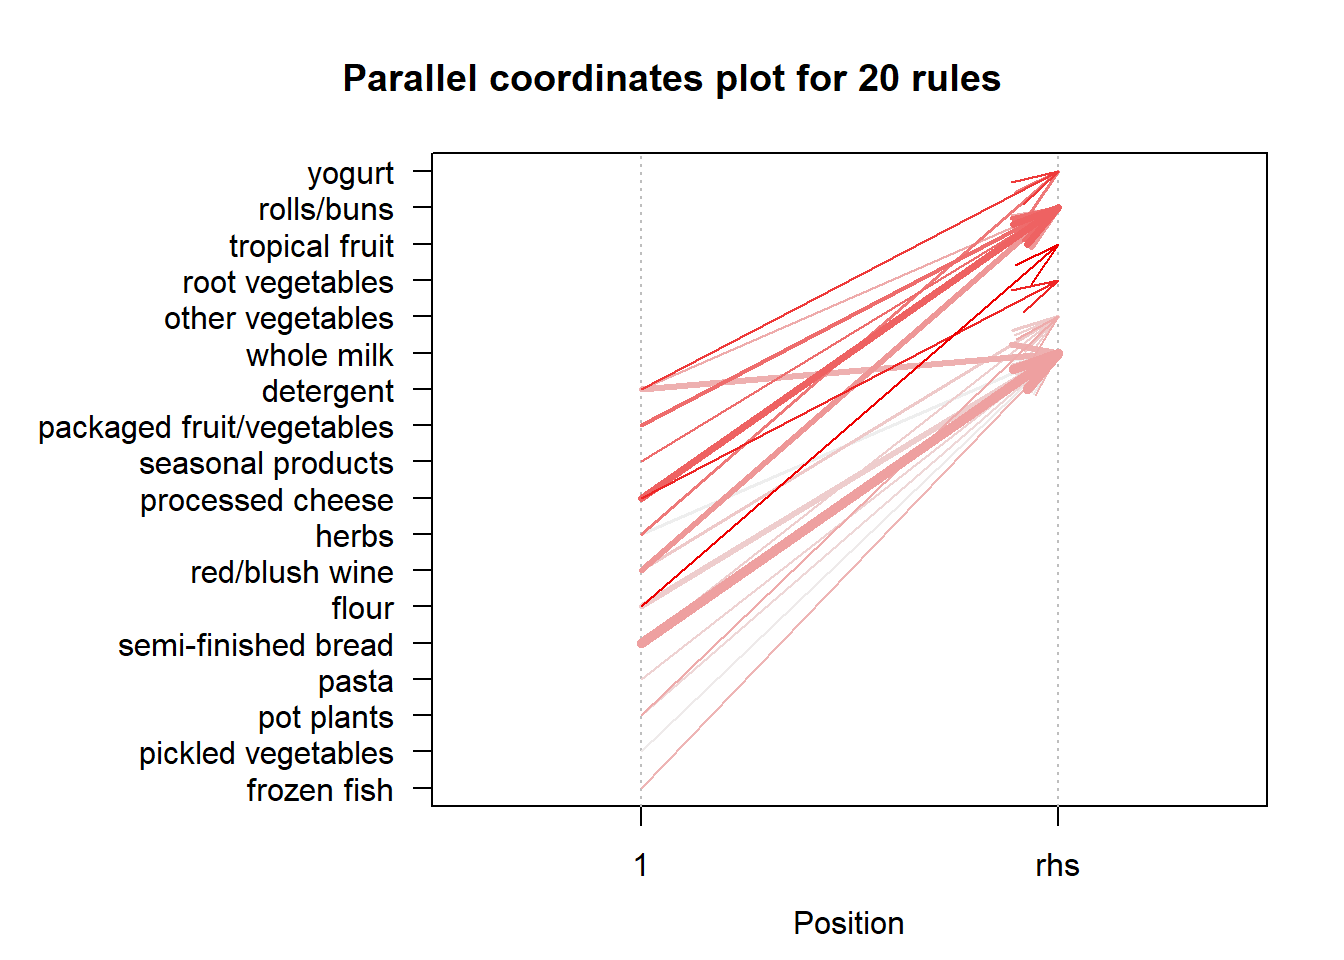 Parallel coordinates plot for 20 rules
yogurt
rolls/buns
tropical fruit
root vegetables
other vegetables
whole milk
detergent
packaged fruit/vegetables
seasonal products
processed cheese
herbs
red/blush wine
flour
semi-finished bread
pasta
pot plants
pickled vegetables
frozen fish
1 rhs
Position